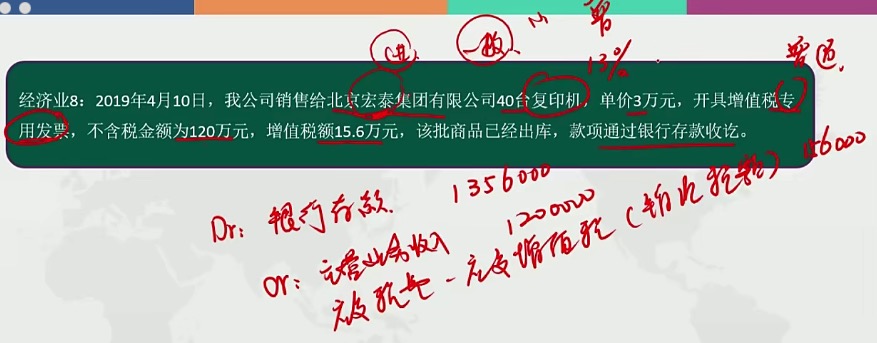 一般、
13%
普通.
经济业8：2019年4月10日，我公司销售给北京宏泰集团有限公司40台复印机，单价3万元，开具增值税专
用发票，不含税金额为120万元，增值税额15.6万元，该批商品已经出库，款项通过银行存款收讫。
Dr: 银行存款 1356000
Cr: 主营业务收入 1200000
应交税费-应交增值税(销项税额) 156000